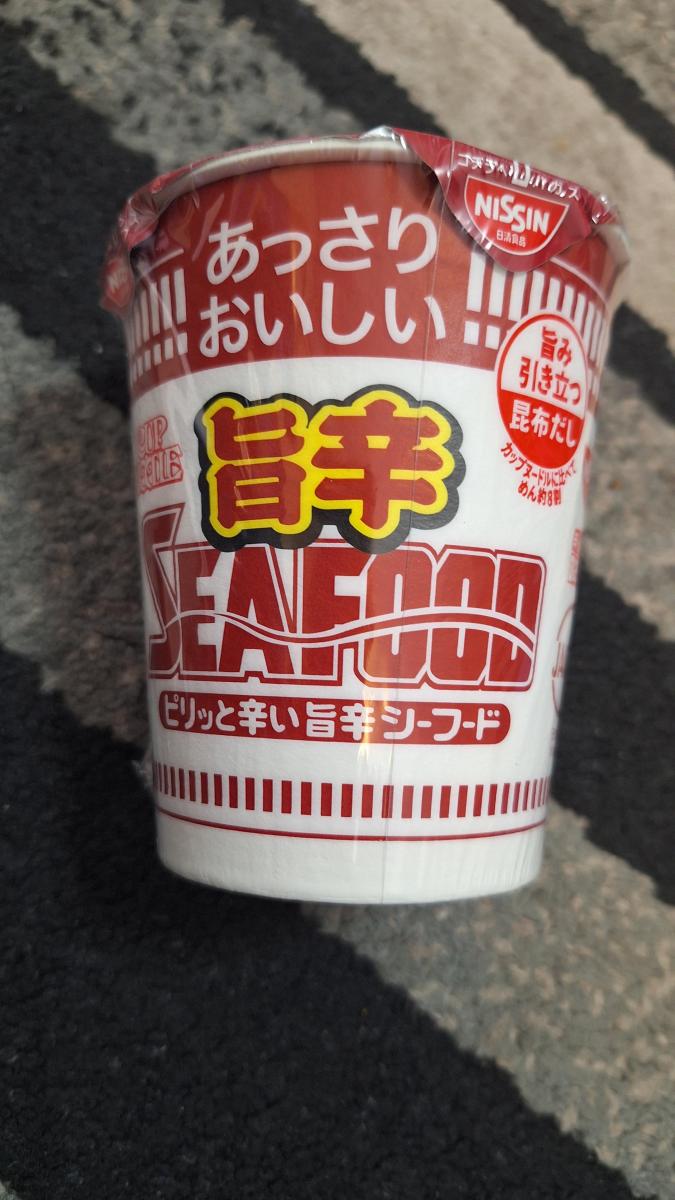 NISSIN
日清食品
あっさり
おいしい
旨み
引き立つ
昆布だし
カップヌードルに比べて
めん約8割
CUP
NOODLE
旨辛
SEAFOOD
ピリッと辛い旨辛シーフード